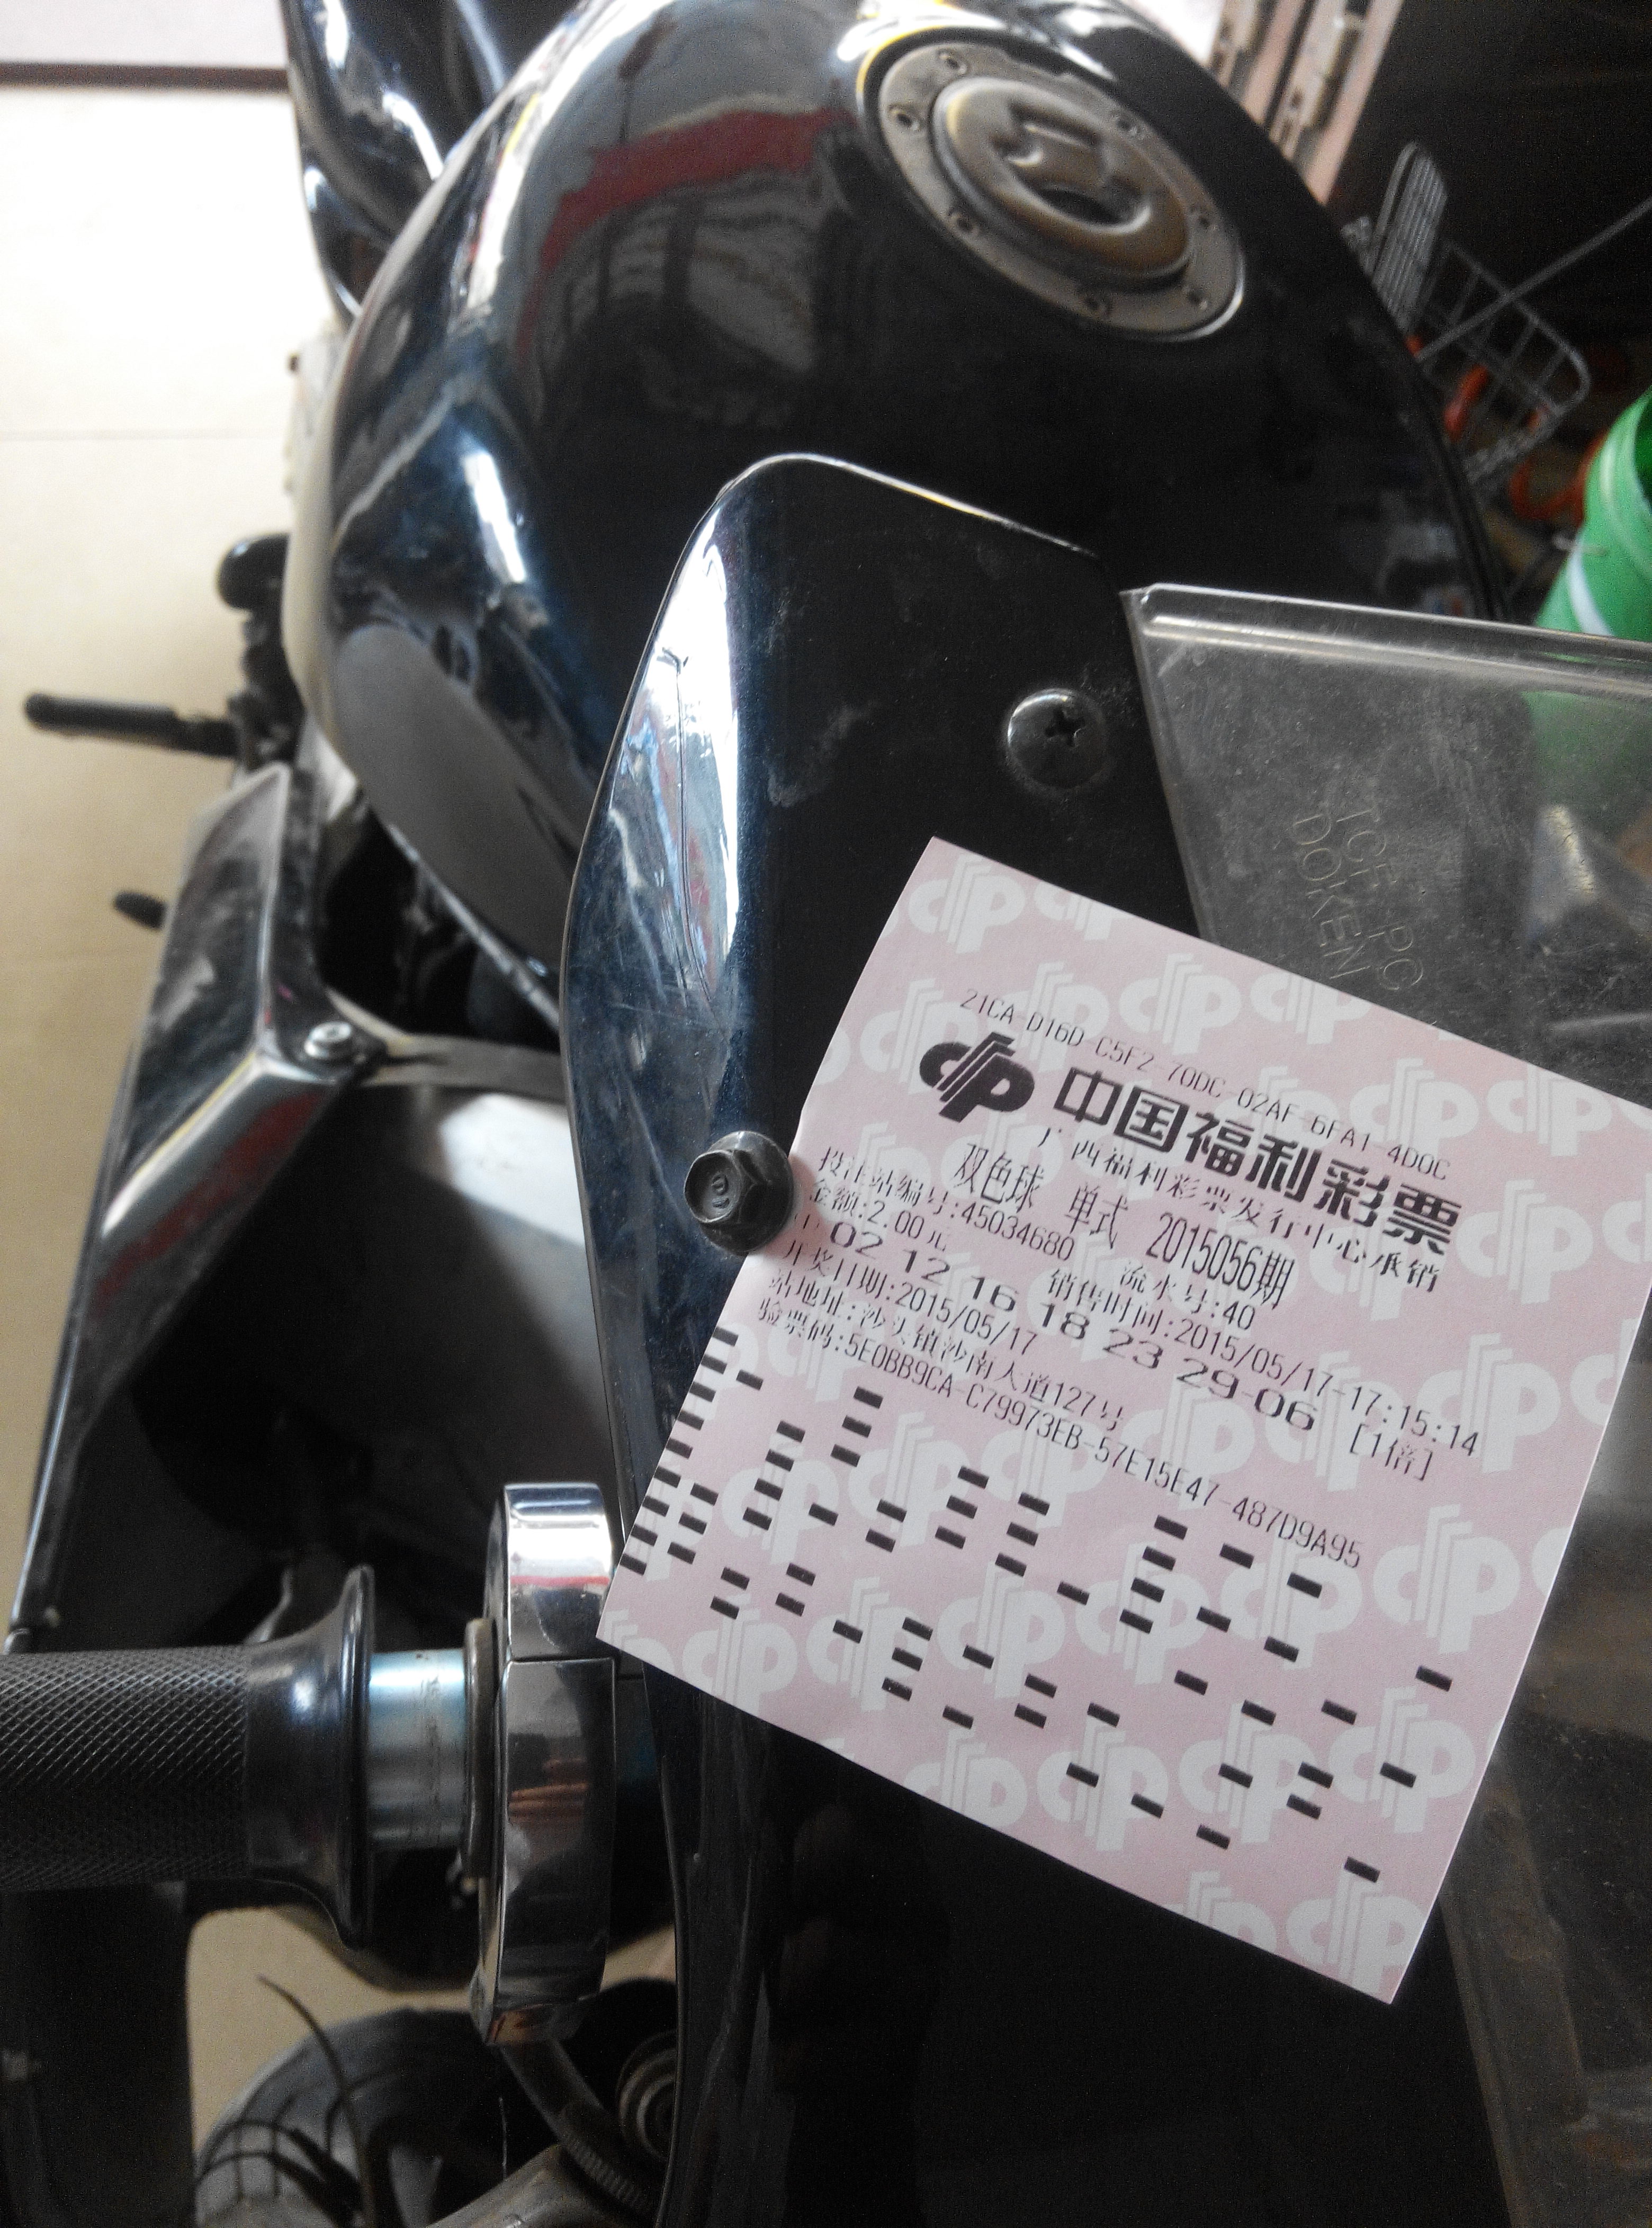 TCE PC
DOKEN
21CA-D16D-C5F2-70DC-02AF-6FA1-4D0C
中国福利彩票
广西福利彩票发行中心承销
双色球 单式 2015056期
投注站编号:45034680 流水号:40
金额:2.00元 销售时间:2015/05/17-17:15:14
02 12 16 18 23 29-06 [1倍]
开奖日期:2015/05/17
站地址:沙头镇沙南大道127号
验票码:5E0BB9CA-C79973EB-57E15E47-487D9A95